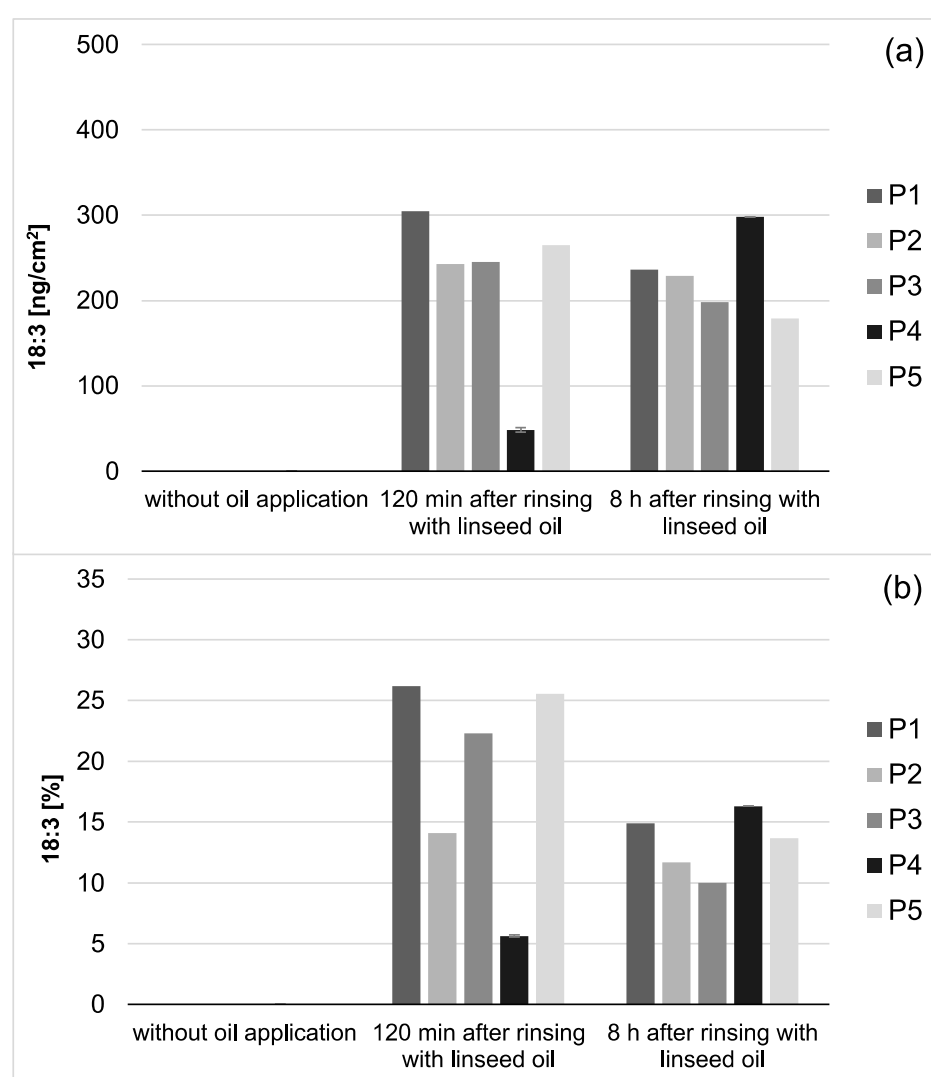 (a)
500
400
300
200
100
0
18:3 [ng/cm²]
without oil application
120 min after rinsing
with linseed oil
8 h after rinsing with
linseed oil
P1
P2
P3
P4
P5
(b)
35
30
25
20
15
10
5
0
18:3 [%]
without oil application
120 min after rinsing
with linseed oil
8 h after rinsing with
linseed oil
P1
P2
P3
P4
P5